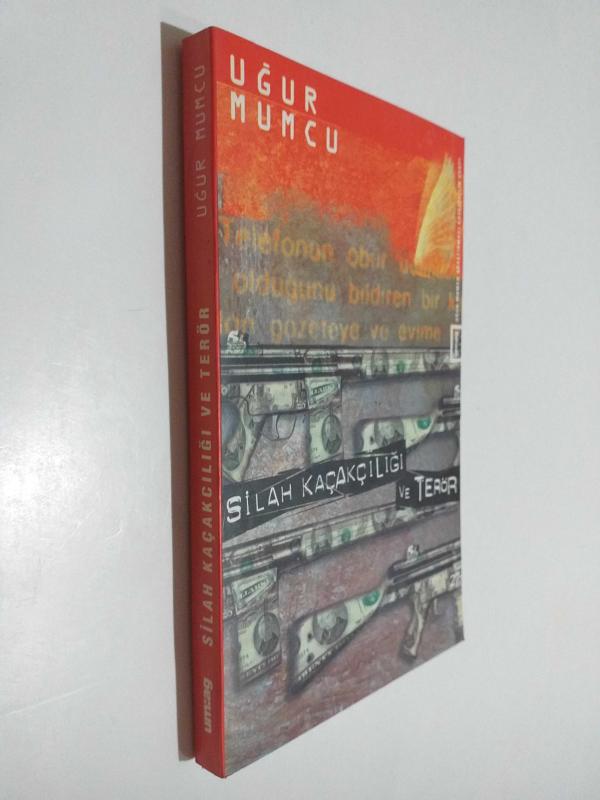 UĞUR
MUMCU
Telefonun öbür
olduğunu bildiren bir k
lan gazeteye ve evime
SİLAH KAÇAKÇILIĞI
VE TERÖR
UĞUR MUMCU
SİLAH KAÇAKÇILIĞI VE TERÖR
um:ag